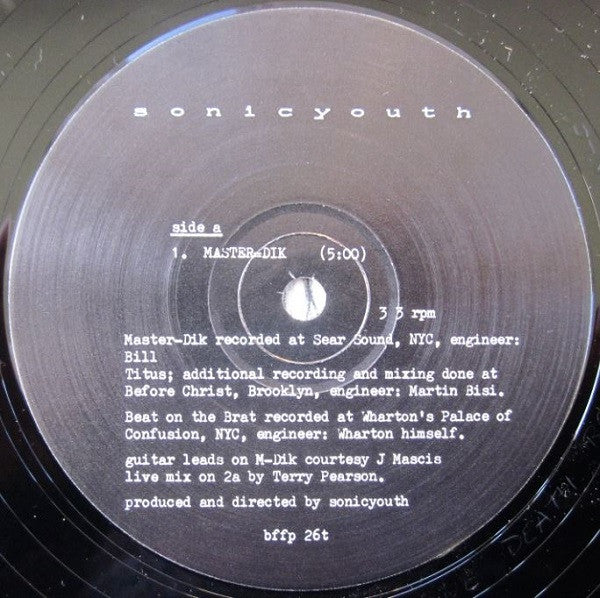 sonicyouth
side a
1. MASTER-DIK (5:00)
33 rpm
Master-Dik recorded at Sear Sound, NYC, engineer:
Bill
Titus; additional recording and mixing done at
Before Christ, Brooklyn, engineer: Martin Bisi.
Beat on the Brat recorded at Wharton's Palace of
Confusion, NYC, engineer: Wharton himself.
guitar leads on M-Dik courtesy J Mascis
live mix on 2a by Terry Pearson.
produced and directed by sonicyouth
bffp 26t
DEATH